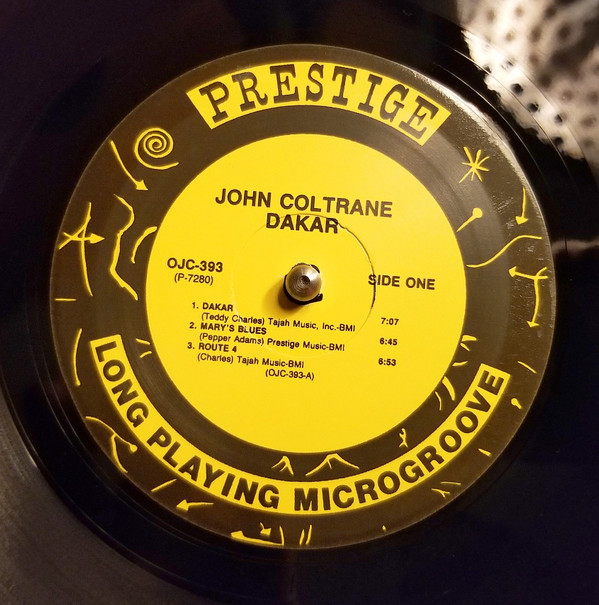 PRESTIGE
JOHN COLTRANE
DAKAR
OJC-393
(P-7280)
SIDE ONE
1. DAKAR
(Teddy Charles) Tajah Music, Inc.-BMI 7:07
2. MARY'S BLUES
(Pepper Adams) Prestige Music-BMI 6:45
3. ROUTE 4
(Charles) Tajah Music-BMI 6:53
(OJC-393-A)
LONG PLAYING MICROGROOVE